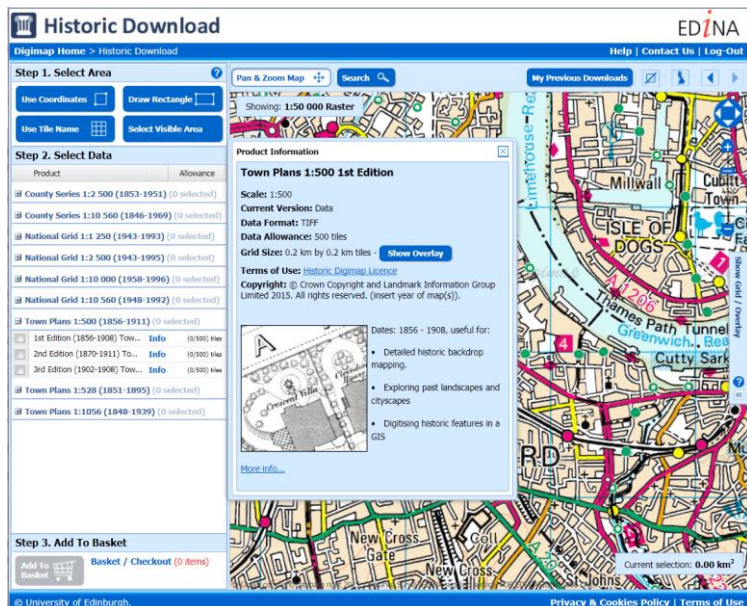 Historic Download
EDINA
Digimap Home > Historic Download
Help | Contact Us | Log-Out
Step 1. Select Area
Use Coordinates
Draw Rectangle
Use Tile Name
Select Visible Area
Step 2. Select Data
Product Allowance
County Series 1:2 500 (1853-1951) (0 selected)
County Series 1:10 560 (1846-1969) (0 selected)
National Grid 1:1 250 (1943-1993) (0 selected)
National Grid 1:2 500 (1943-1995) (0 selected)
National Grid 1:10 000 (1958-1996) (0 selected)
National Grid 1:10 560 (1948-1992) (0 selected)
Town Plans 1:500 (1856-1911) (0 selected)
1st Edition (1856-1908) Tow... Info (0/500) tiles
2nd Edition (1870-1911) To... Info (0/500) tiles
3rd Edition (1902-1908) Tow... Info (0/500) tiles
Town Plans 1:528 (1851-1895) (0 selected)
Town Plans 1:1056 (1848-1939) (0 selected)
Step 3. Add To Basket
Add To
Basket
Basket / Checkout (0 items)
Pan & Zoom Map
Search
My Previous Downloads
Showing: 1:50 000 Raster
Product Information
Town Plans 1:500 1st Edition
Scale: 1:500
Current Version: Data
Data Format: TIFF
Data Allowance: 500 tiles
Grid Size: 0.2 km by 0.2 km tiles - Show Overlay
Terms of Use: Historic Digimap Licence
Copyright: © Crown Copyright and Landmark Information Group
Limited 2015. All rights reserved. (insert year of map(s)).
A
Crescent Villa
Dates: 1856 - 1908, useful for:
• Detailed historic backdrop
mapping.
• Exploring past landscapes and
cityscapes
• Digitising historic features in a
GIS
More info...
Millwall
Cubitt
Town
ISLE OF
DOGS
A 1206
1
Thames Path Tunnel
Greenwich
4
Cutty Sark
Show Grid / Overlay
New Cross
Gate
Coll
New Cross
St Johns
Current selection: 0.00 km²
© University of Edinburgh.
Privacy & Cookies Policy | Terms of Use